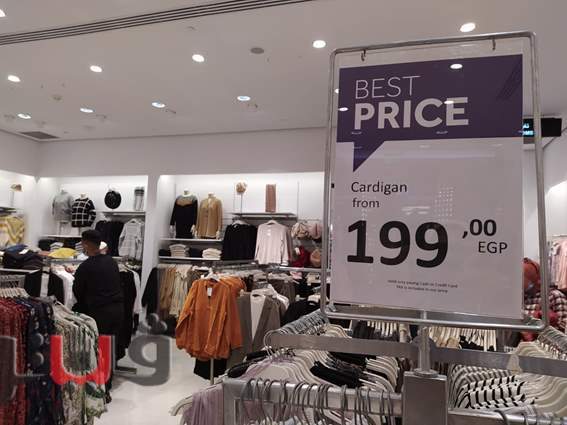 BEST
PRICE
Cardigan
from
199,00
EGP